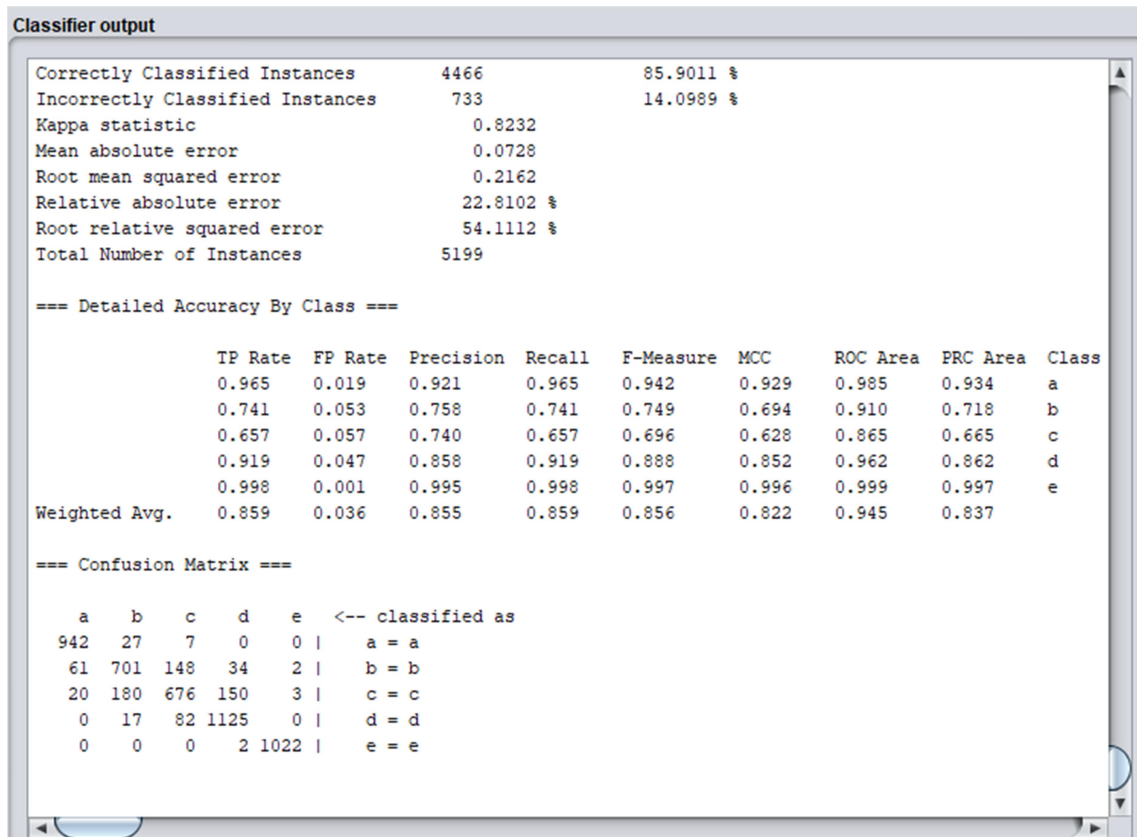 Classifier output
Correctly Classified Instances 4466 85.9011 %
Incorrectly Classified Instances 733 14.0989 %
Kappa statistic 0.8232
Mean absolute error 0.0728
Root mean squared error 0.2162
Relative absolute error 22.8102 %
Root relative squared error 54.1112 %
Total Number of Instances 5199
=== Detailed Accuracy By Class ===
TP Rate FP Rate Precision Recall F-Measure MCC ROC Area PRC Area Class
0.965 0.019 0.921 0.965 0.942 0.929 0.985 0.934 a
0.741 0.053 0.758 0.741 0.749 0.694 0.910 0.718 b
0.657 0.057 0.740 0.657 0.696 0.628 0.865 0.665 c
0.919 0.047 0.858 0.919 0.888 0.852 0.962 0.862 d
0.998 0.001 0.995 0.998 0.997 0.996 0.999 0.997 e
Weighted Avg. 0.859 0.036 0.855 0.859 0.856 0.822 0.945 0.837
=== Confusion Matrix ===
a b c d e <-- classified as
942 27 7 0 0 | a = a
61 701 148 34 2 | b = b
20 180 676 150 3 | c = c
0 17 82 1125 0 | d = d
0 0 0 2 1022 | e = e